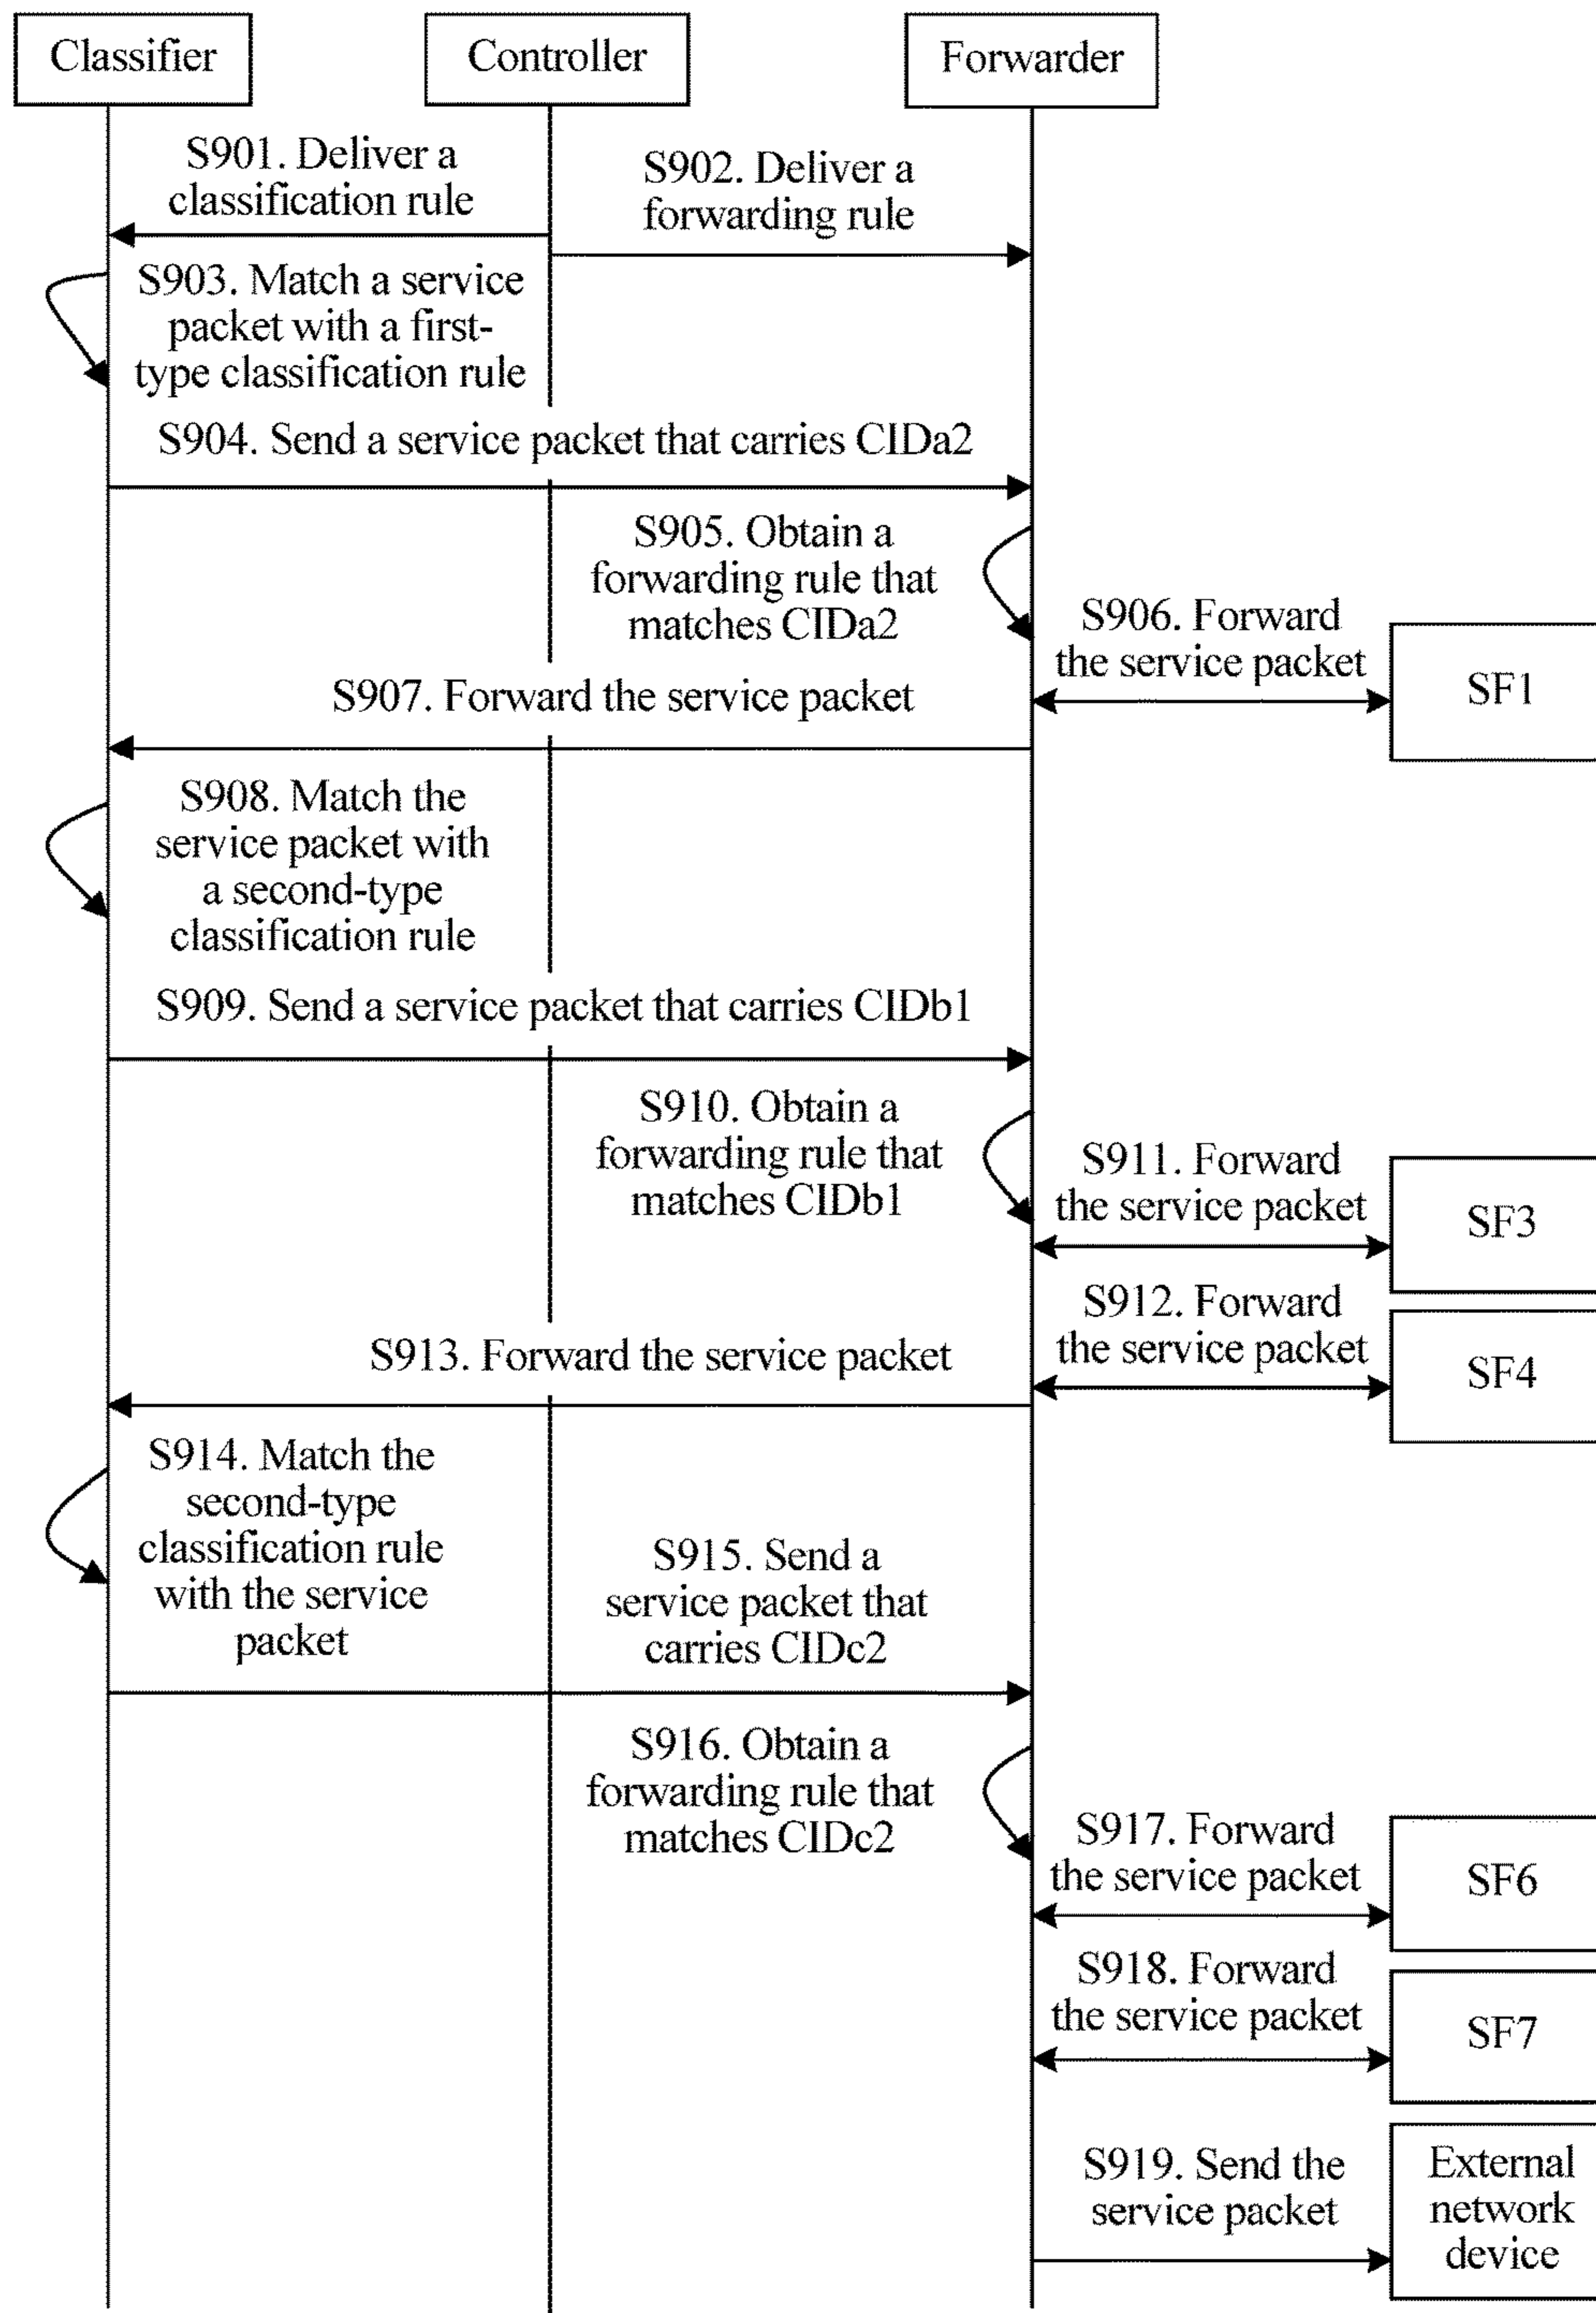 Classifier
Controller
Forwarder
S901. Deliver a
classification rule
S902. Deliver a
forwarding rule
S903. Match a service
packet with a first-
type classification rule
S904. Send a service packet that carries CIDa2
S905. Obtain a
forwarding rule that
matches CIDa2
S906. Forward
the service packet
SF1
S907. Forward the service packet
S908. Match the
service packet with
a second-type
classification rule
S909. Send a service packet that carries CIDb1
S910. Obtain a
forwarding rule that
matches CIDb1
S911. Forward
the service packet
SF3
S912. Forward
the service packet
SF4
S913. Forward the service packet
S914. Match the
second-type
classification rule
with the service
packet
S915. Send a
service packet that
carries CIDc2
S916. Obtain a
forwarding rule that
matches CIDc2
S917. Forward
the service packet
SF6
S918. Forward
the service packet
SF7
S919. Send the
service packet
External
network
device